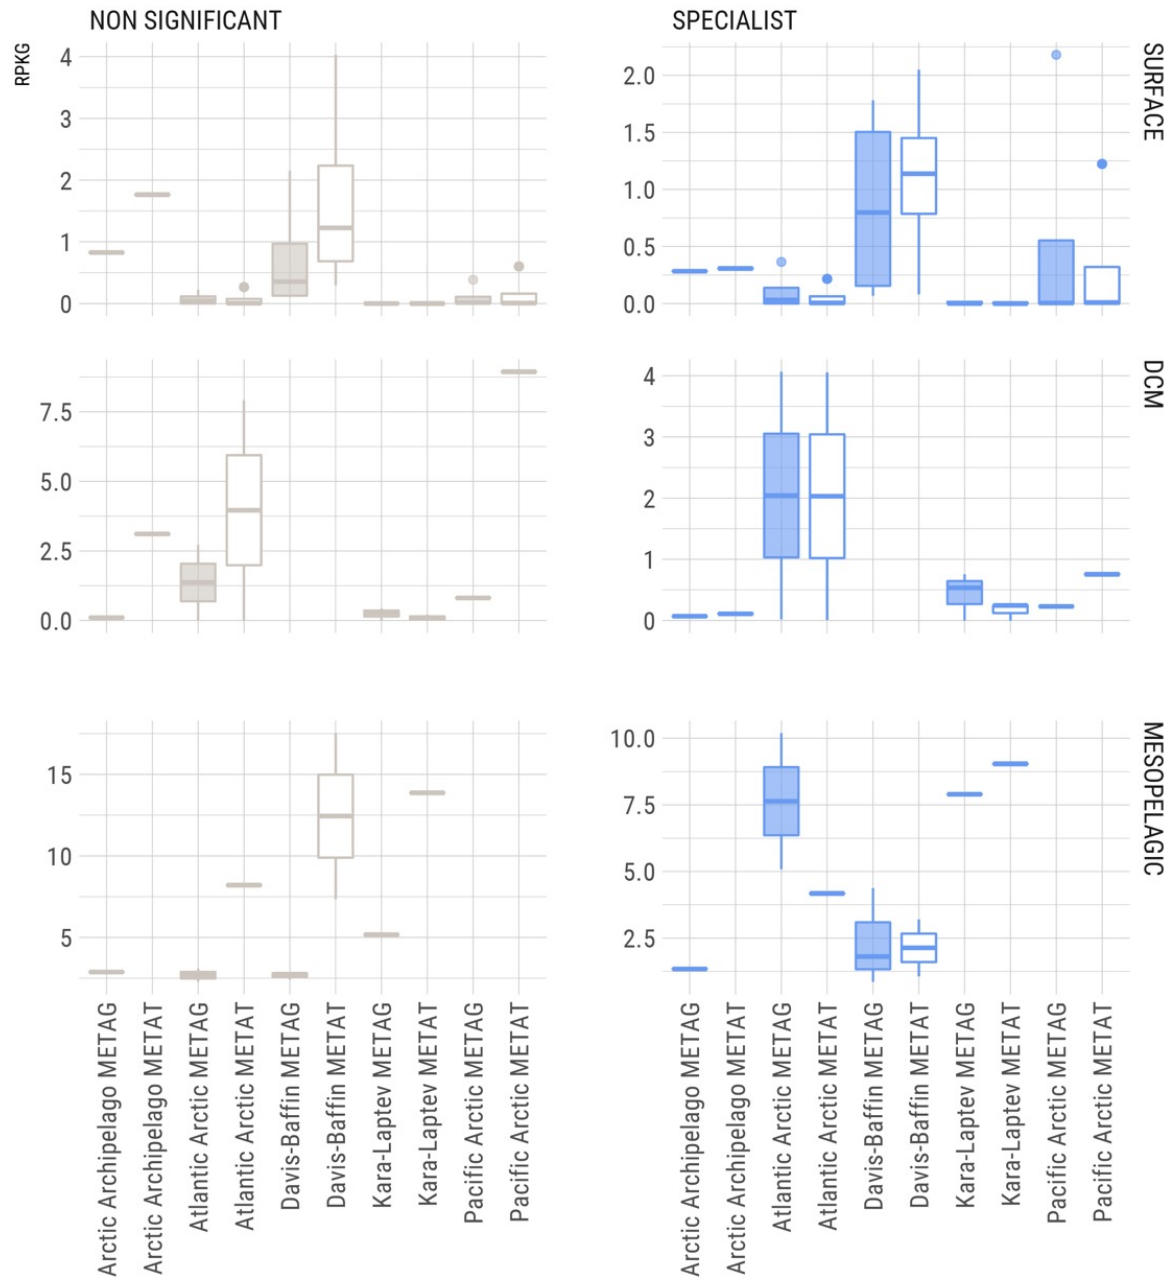 NON SIGNIFICANT
SPECIALIST
RPKG
4
3
2
1
0
2.0
1.5
1.0
0.5
0.0
SURFACE
7.5
5.0
2.5
0.0
4
3
2
1
0
DCM
15
10
5
10.0
7.5
5.0
2.5
MESOPELAGIC
Arctic Archipelago METAG
Arctic Archipelago METAT
Atlantic Arctic METAG
Atlantic Arctic METAT
Davis-Baffin METAG
Davis-Baffin METAT
Kara-Laptev METAG
Kara-Laptev METAT
Pacific Arctic METAG
Pacific Arctic METAT
Arctic Archipelago METAG
Arctic Archipelago METAT
Atlantic Arctic METAG
Atlantic Arctic METAT
Davis-Baffin METAG
Davis-Baffin METAT
Kara-Laptev METAG
Kara-Laptev METAT
Pacific Arctic METAG
Pacific Arctic METAT